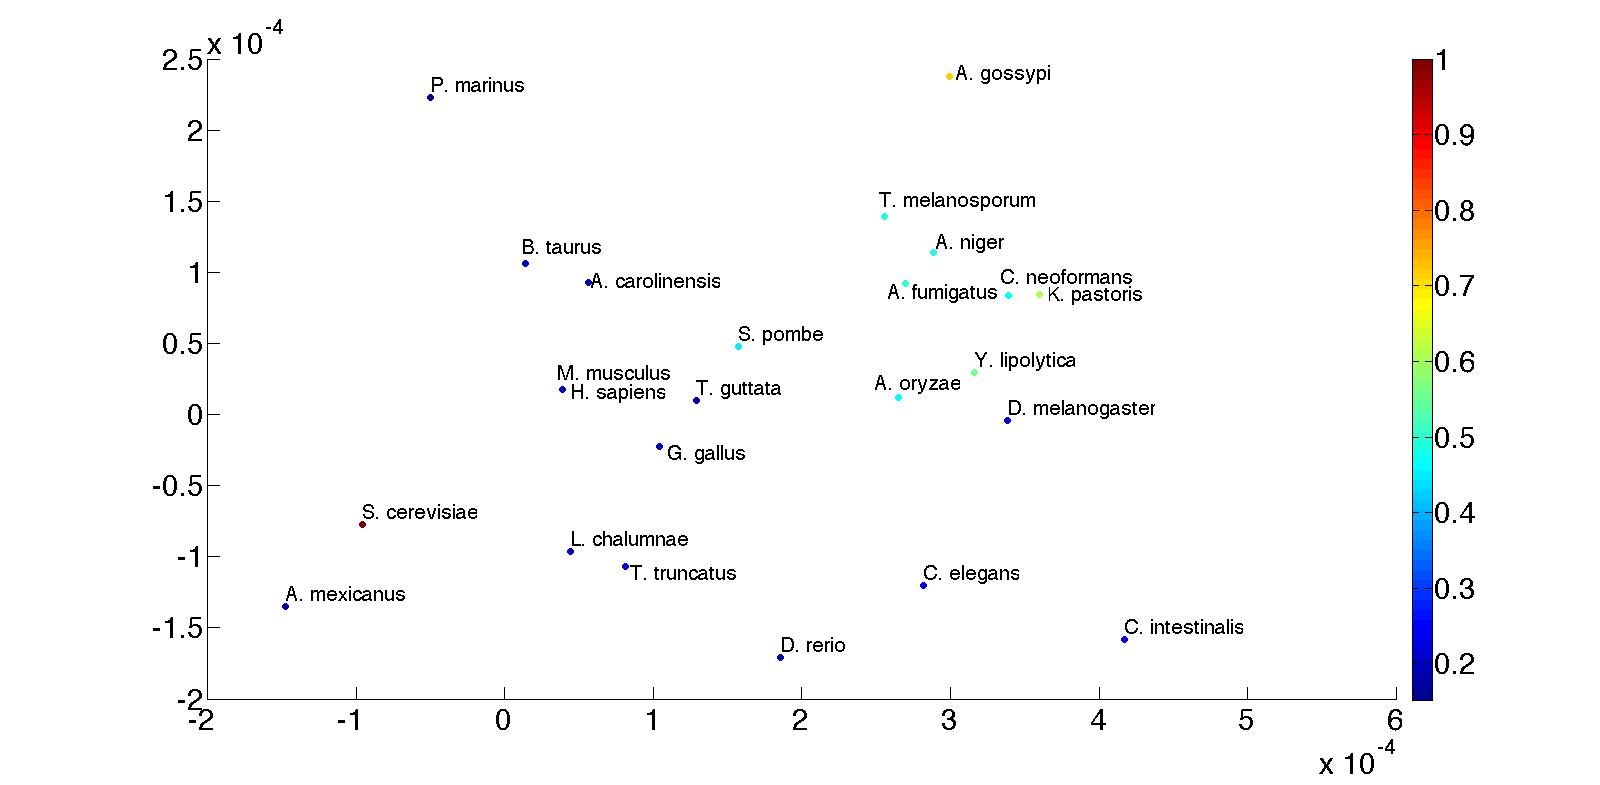 x 10^-4
2.5
2
1.5
1
0.5
0
-0.5
-1
-1.5
-2
P. marinus
A. gossypi
T. melanosporum
A. niger
B. taurus
A. carolinensis
C. neoformans
A. fumigatus
K. pastoris
S. pombe
Y. lipolytica
M. musculus
H. sapiens
T. guttata
A. oryzae
D. melanogaster
G. gallus
S. cerevisiae
L. chalumnae
T. truncatus
C. elegans
A. mexicanus
C. intestinalis
D. rerio
-2 -1 0 1 2 3 4 5 6
x 10^-4
1
0.9
0.8
0.7
0.6
0.5
0.4
0.3
0.2